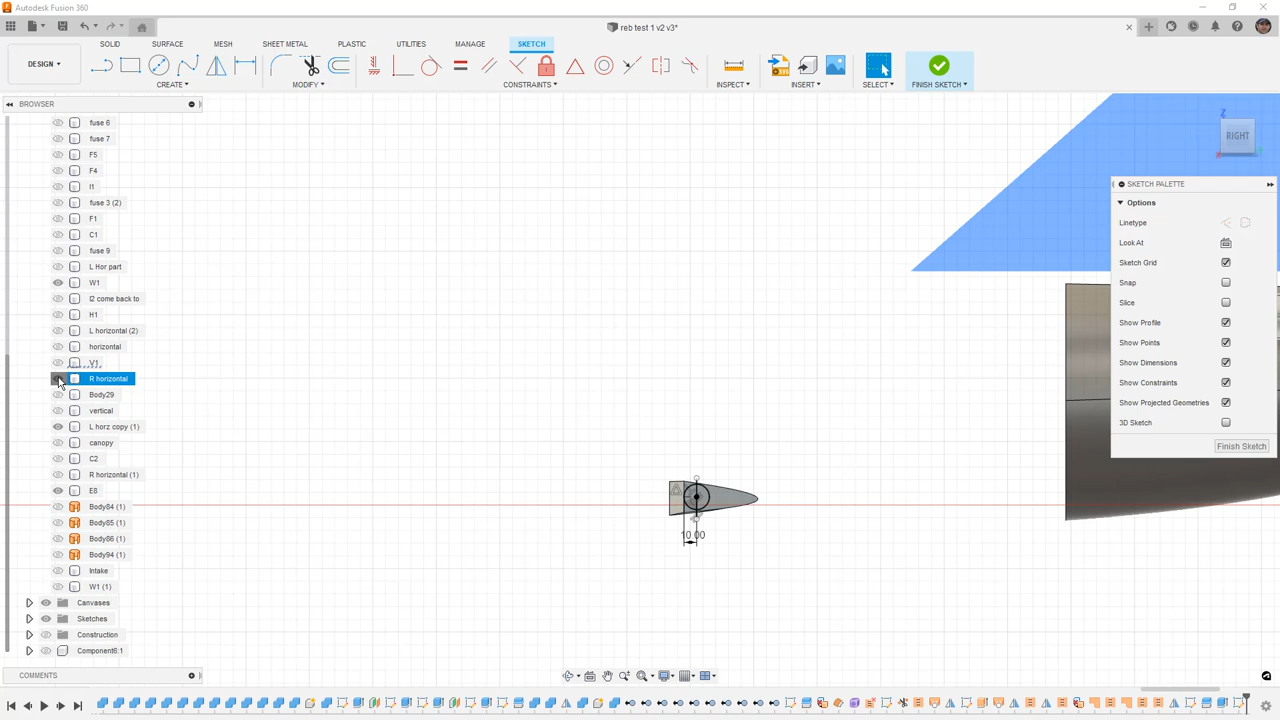 Autodesk Fusion 360
reb test 1 v2 v3*
DESIGN
SOLID
SURFACE
MESH
SHEET METAL
PLASTIC
UTILITIES
MANAGE
SKETCH
CREATE
MODIFY
CONSTRAINTS
INSPECT
INSERT
SELECT
FINISH SKETCH
BROWSER
fuse 6
fuse 7
F5
F4
I1
fuse 3 (2)
F1
C1
fuse 9
L Hor part
W1
I2 come back to
H1
L horizontal (2)
horizontal
V1
R horizontal
Body29
vertical
L horz copy (1)
canopy
C2
R horizontal (1)
E8
Body84 (1)
Body85 (1)
Body86 (1)
Body94 (1)
Intake
W1 (1)
Canvases
Sketches
Construction
Component6:1
COMMENTS
10.00
Z
RIGHT
SKETCH PALETTE
Options
Linetype
Look At
Sketch Grid
Snap
Slice
Show Profile
Show Points
Show Dimensions
Show Constraints
Show Projected Geometries
3D Sketch
Finish Sketch